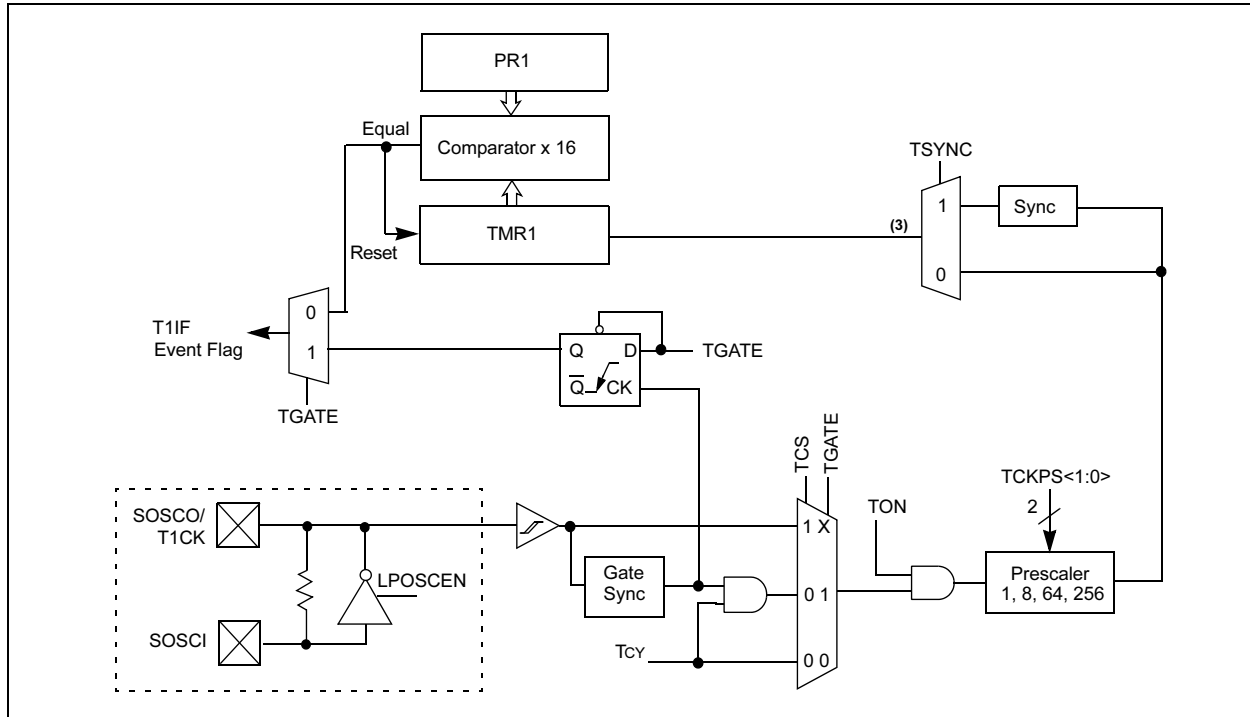 PR1
Equal
Comparator x 16
TSYNC
1
Sync
(3)
TMR1
Reset
0
0
T1IF
Event Flag
1
Q
D
TGATE
Q
CK
TGATE
TCS
TGATE
TCKPS<1:0>
2
SOSCO/
T1CK
TON
1 X
LPOSCEN
Gate
Sync
Prescaler
1, 8, 64, 256
0 1
SOSCI
TCY
0 0